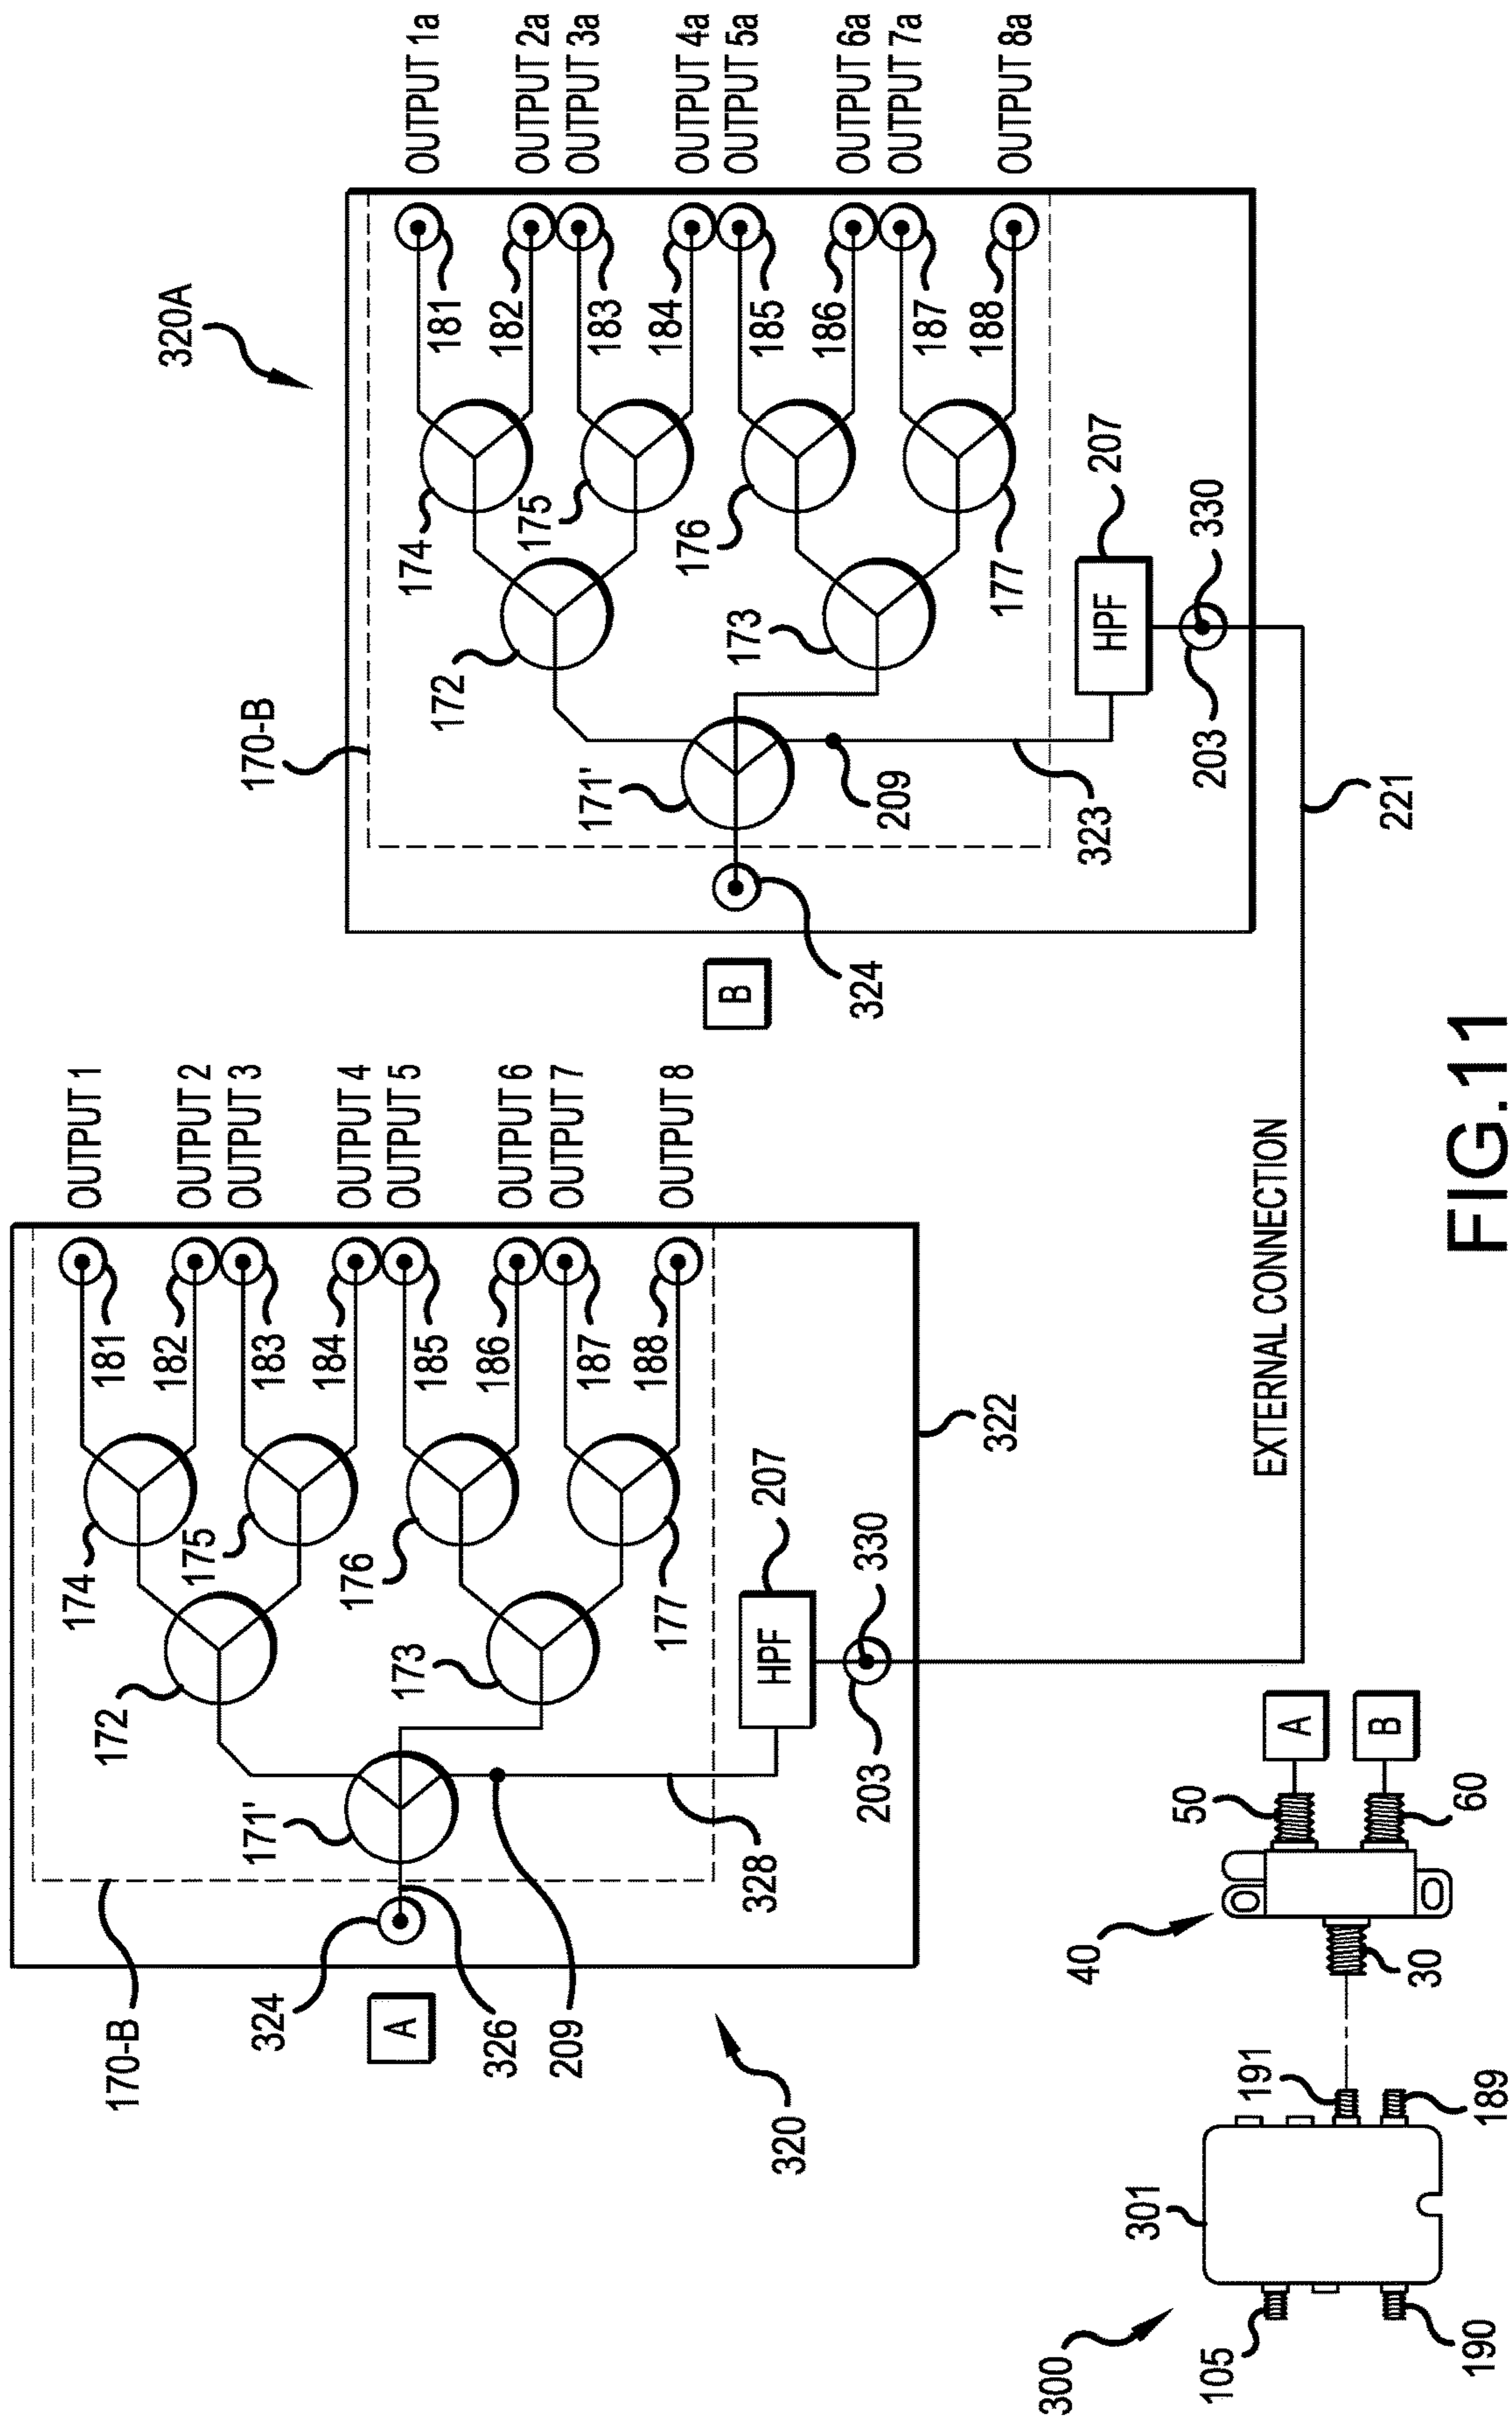 320A
170-B
OUTPUT 1a
OUTPUT 2a
OUTPUT 3a
OUTPUT 4a
OUTPUT 5a
OUTPUT 6a
OUTPUT 7a
OUTPUT 8a
181
182
183
184
185
186
187
188
174
175
176
177
172
173
171'
209
323
HPF
207
330
203
324
B
221
EXTERNAL CONNECTION
170-B
OUTPUT 1
OUTPUT 2
OUTPUT 3
OUTPUT 4
OUTPUT 5
OUTPUT 6
OUTPUT 7
OUTPUT 8
181
182
183
184
185
186
187
188
174
175
176
177
172
173
171'
324
A
326
209
328
HPF
207
330
203
322
320
300
301
105
190
191
189
40
30
50
60
A
B
FIG.11